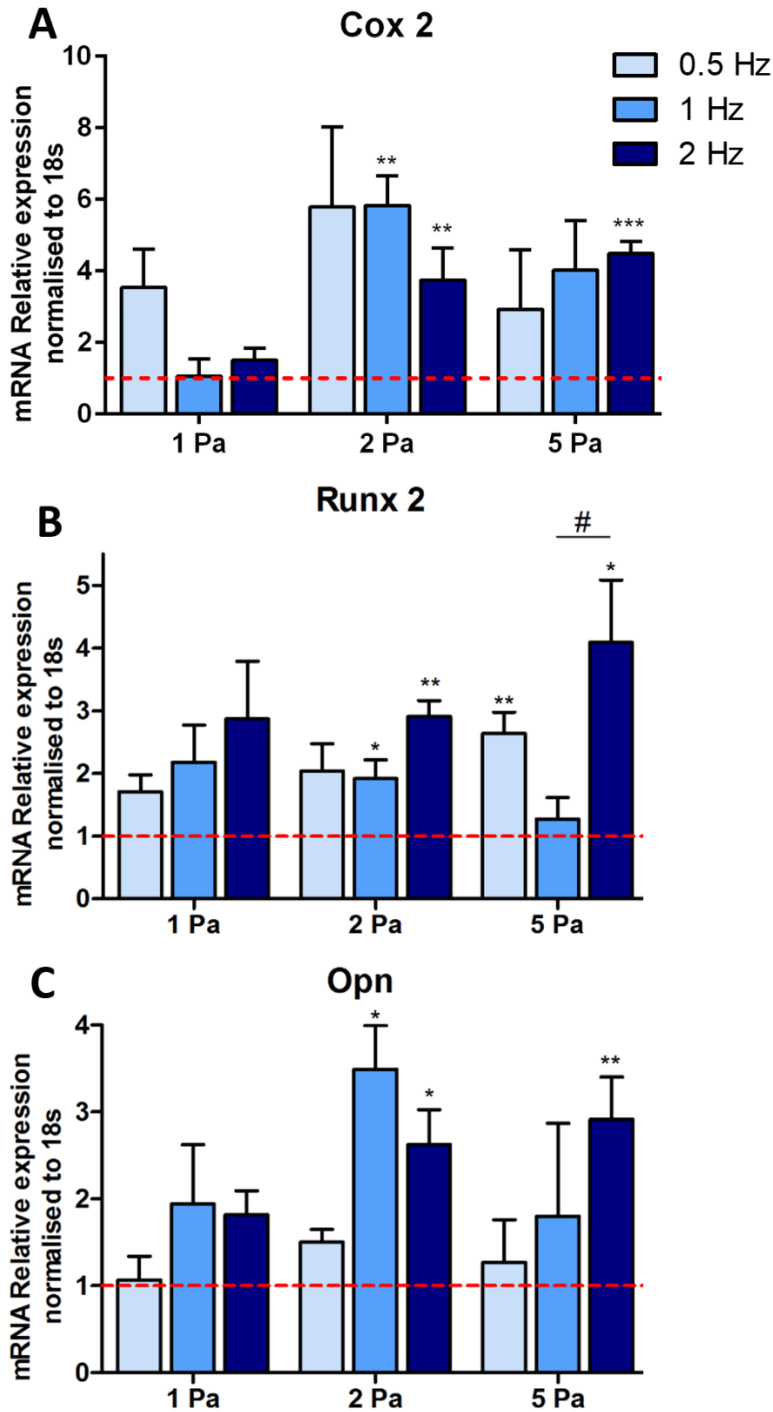 A
Cox 2
0.5 Hz
1 Hz
2 Hz
mRNA Relative expression
normalised to 18s
10
8
6
4
2
0
**
**
***
1 Pa 2 Pa 5 Pa
B
Runx 2
#
mRNA Relative expression
normalised to 18s
5
4
3
2
1
0
*
**
**
*
1 Pa 2 Pa 5 Pa
C
Opn
mRNA Relative expression
normalised to 18s
4
3
2
1
0
*
*
**
1 Pa 2 Pa 5 Pa